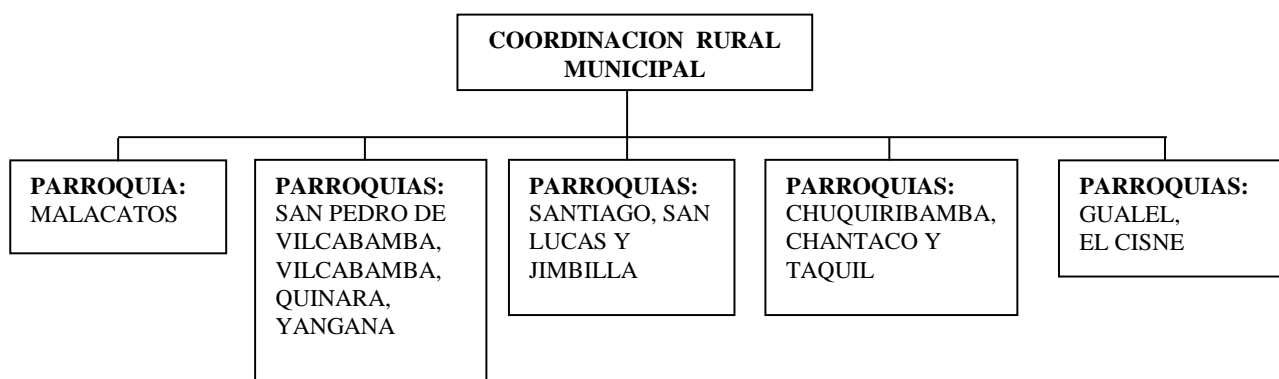 COORDINACION RURAL
MUNICIPAL
PARROQUIA:
MALACATOS
PARROQUIAS:
SAN PEDRO DE
VILCABAMBA,
VILCABAMBA,
QUINARA,
YANGANA
PARROQUIAS:
SANTIAGO, SAN
LUCAS Y
JIMBILLA
PARROQUIAS:
CHUQUIRIBAMBA,
CHANTACO Y
TAQUIL
PARROQUIAS:
GUALEL,
EL CISNE